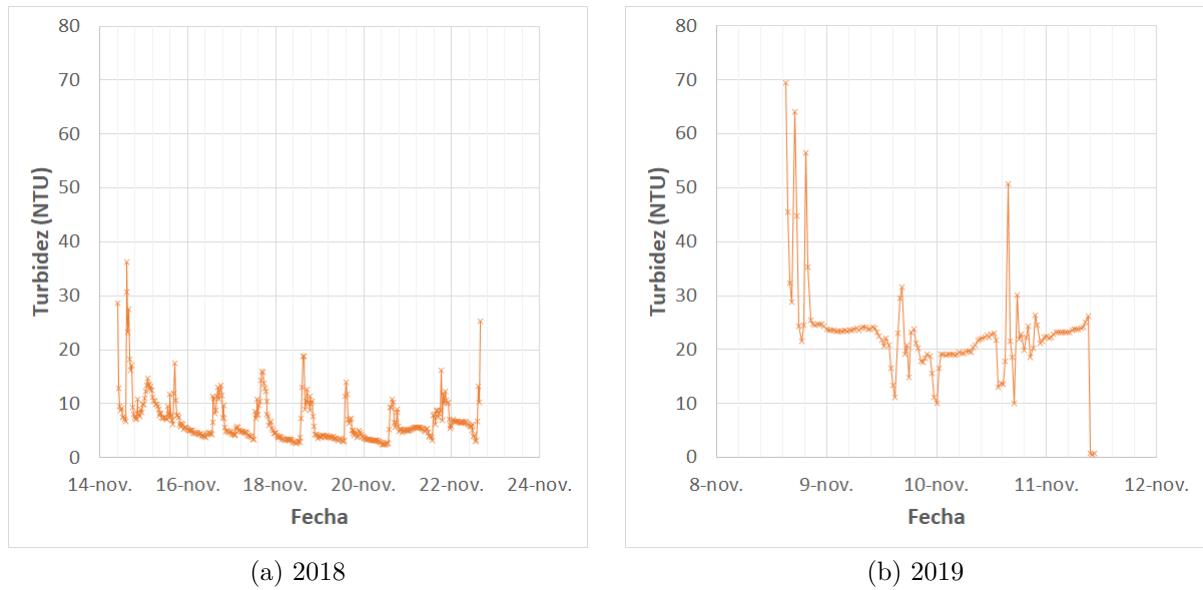 80
70
60
50
40
30
20
10
0
Turbidez (NTU)
14-nov. 16-nov. 18-nov. 20-nov. 22-nov. 24-nov.
Fecha
(a) 2018
80
70
60
50
40
30
20
10
0
Turbidez (NTU)
8-nov. 9-nov. 10-nov. 11-nov. 12-nov.
Fecha
(b) 2019